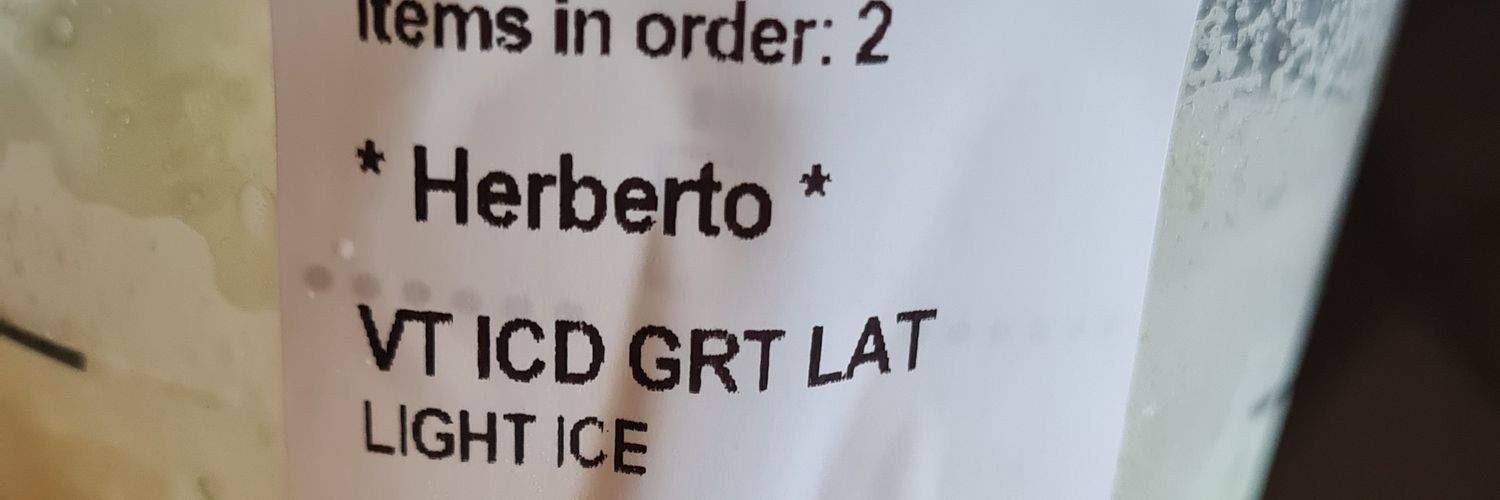 Items in order: 2
* Herberto *
VT ICD GRT LAT
LIGHT ICE